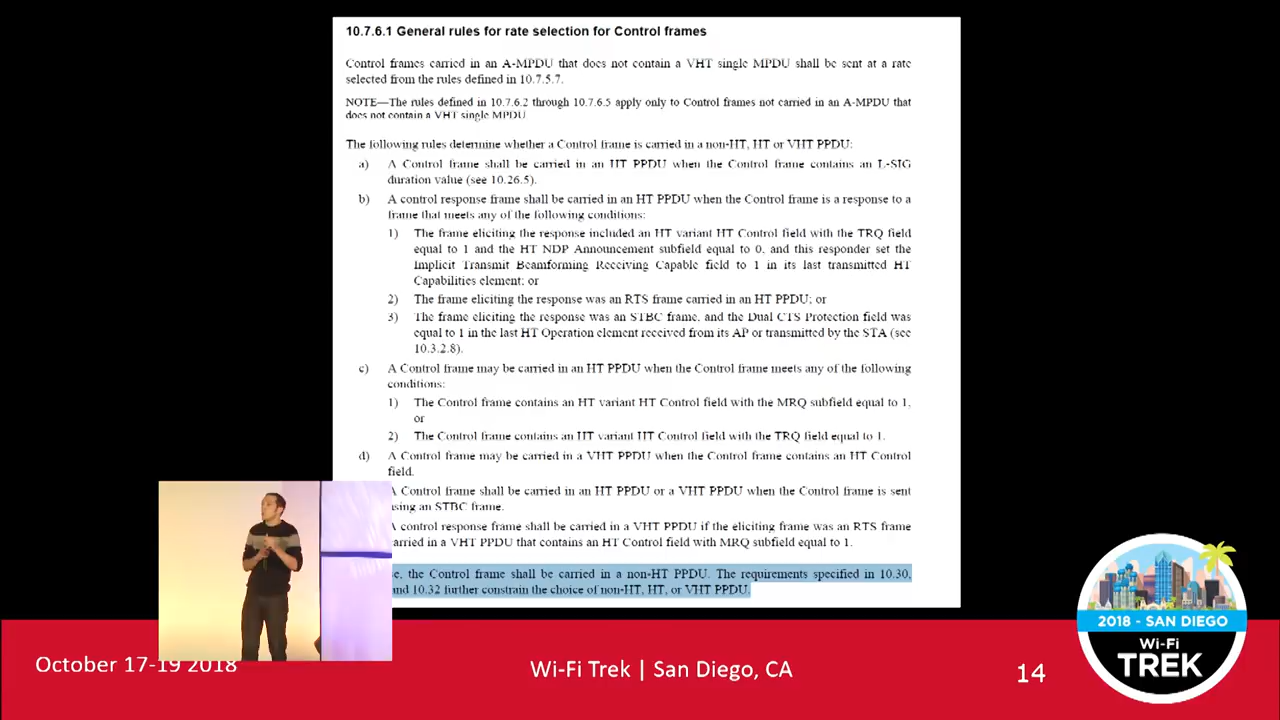 10.7.6.1 General rules for rate selection for Control frames
Control frames carried in an A-MPDU that does not contain a VHT single MPDU shall be sent at a rate
selected from the rules defined in 10.7.5.7.
NOTE—The rules defined in 10.7.6.2 through 10.7.6.5 apply only to Control frames not carried in an A-MPDU that
does not contain a VHT single MPDU
The following rules determine whether a Control frame is carried in a non-HT, HT or VHT PPDU:
a) A Control frame shall be carried in an HT PPDU when the Control frame contains an L-SIG
duration value (see 10.26.5).
b) A control response frame shall be carried in an HT PPDU when the Control frame is a response to a
frame that meets any of the following conditions:
1) The frame eliciting the response included an HT variant HT Control field with the TRQ field
equal to 1 and the HT NDP Announcement subfield equal to 0, and this responder set the
Implicit Transmit Beamforming Receiving Capable field to 1 in its last transmitted HT
Capabilities element; or
2) The frame eliciting the response was an RTS frame carried in an HT PPDU; or
3) The frame eliciting the response was an STBC frame, and the Dual CTS Protection field was
equal to 1 in the last HT Operation element received from its AP or transmitted by the STA (see
10.3.2.8).
c) A Control frame may be carried in an HT PPDU when the Control frame meets any of the following
conditions:
1) The Control frame contains an HT variant HT Control field with the MRQ subfield equal to 1,
or
2) The Control frame contains an HT variant HT Control field with the TRQ field equal to 1.
d) A Control frame may be carried in a VHT PPDU when the Control frame contains an HT Control
field.
A Control frame shall be carried in an HT PPDU or a VHT PPDU when the Control frame is sent
using an STBC frame.
A control response frame shall be carried in a VHT PPDU if the eliciting frame was an RTS frame
carried in a VHT PPDU that contains an HT Control field with MRQ subfield equal to 1.
the Control frame shall be carried in a non-HT PPDU. The requirements specified in 10.30,
and 10.32 further constrain the choice of non-HT, HT, or VHT PPDU.
October 17-19 2018
Wi-Fi Trek | San Diego, CA
14
2018 - SAN DIEGO
Wi-Fi
TREK